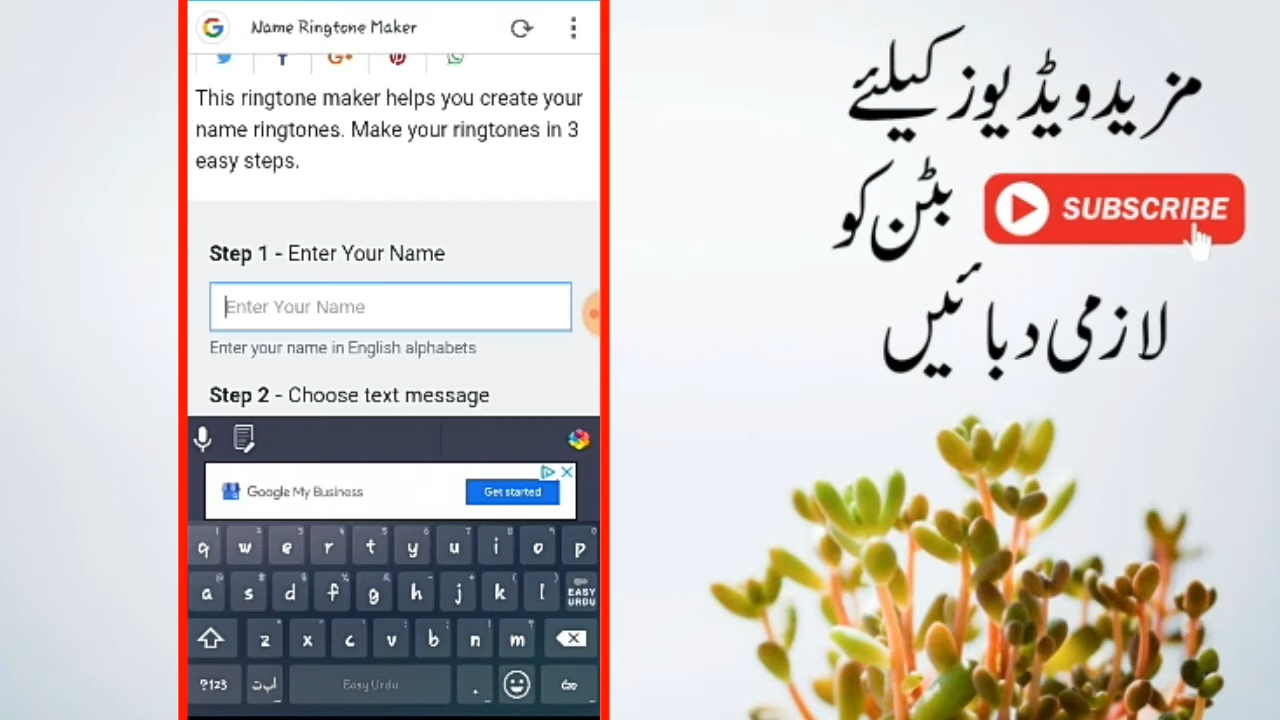 Name Ringtone Maker
This ringtone maker helps you create your
name ringtones. Make your ringtones in 3
easy steps.
Step 1 - Enter Your Name
Enter Your Name
Enter your name in English alphabets
Step 2 - Choose text message
Google My Business
Get started
q w e r t y u i o p
a s d f g h j k l EASY URDU
z x c v b n m
?123 اب پ Easy Urdu .
مزید ویڈیوز کیلئے
بٹن کو SUBSCRIBE
لازمی دبائیں